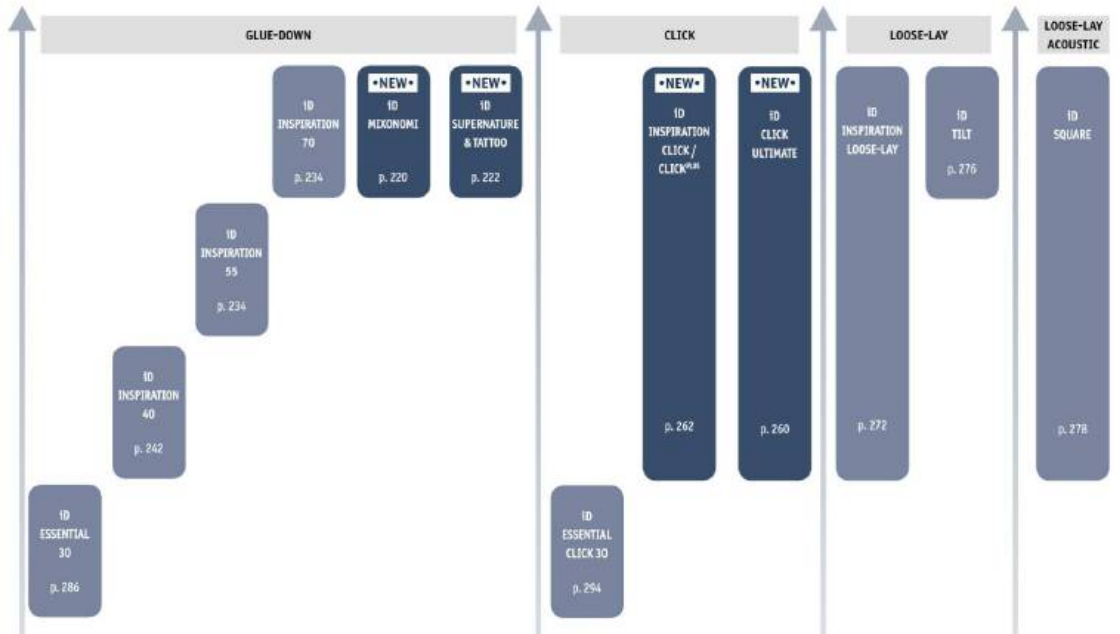 GLUE-DOWN
CLICK
LOOSE-LAY
LOOSE-LAY
ACOUSTIC
iD
INSPIRATION
70
p. 234
•NEW•
iD
MIXONOMI
p. 220
•NEW•
iD
SUPERNATURE
& TATTOO
p. 222
iD
INSPIRATION
55
p. 234
iD
INSPIRATION
40
p. 242
iD
ESSENTIAL
30
p. 286
•NEW•
iD
INSPIRATION
CLICK /
CLICK PLUS
p. 262
•NEW•
iD
CLICK
ULTIMATE
p. 260
iD
ESSENTIAL
CLICK 30
p. 294
iD
INSPIRATION
LOOSE-LAY
p. 272
iD
TILT
p. 276
iD
SQUARE
p. 278